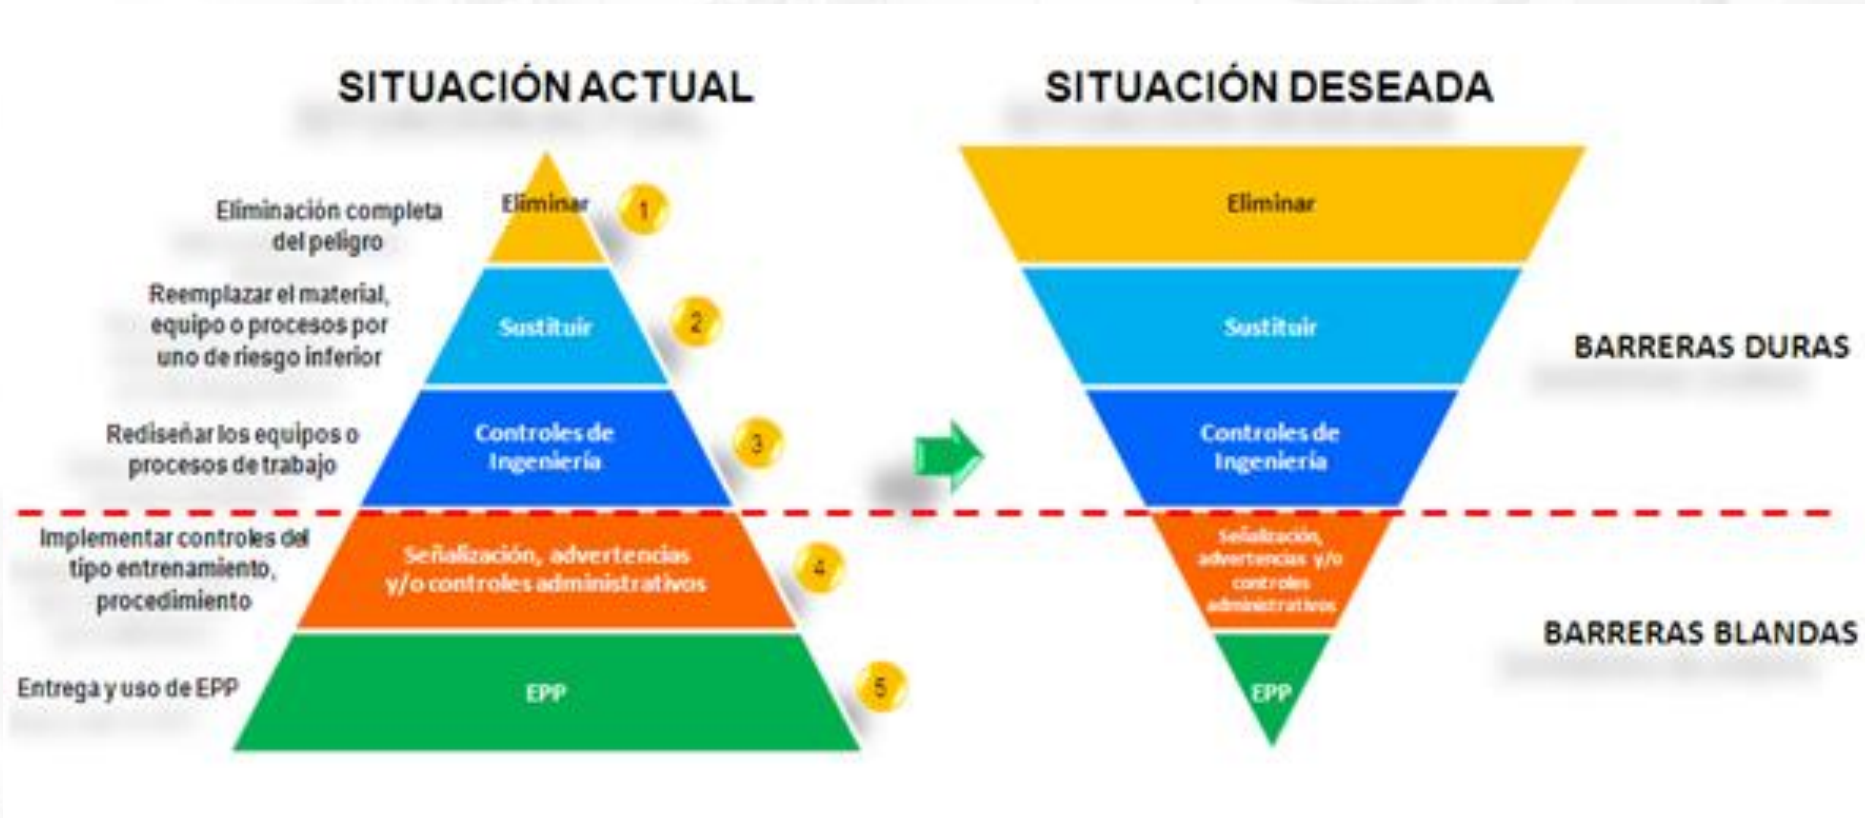 SITUACIÓN ACTUAL
Eliminación completa
del peligro
Eliminar
1
Reemplazar el material,
equipo o procesos por
uno de riesgo inferior
Sustituir
2
Rediseñar los equipos o
procesos de trabajo
Controles de
Ingeniería
3
Implementar controles del
tipo entrenamiento,
procedimiento
Señalización, advertencias
y/o controles administrativos
4
Entrega y uso de EPP
EPP
5
SITUACIÓN DESEADA
Eliminar
Sustituir
Controles de
Ingeniería
Señalización,
advertencias y/o
controles
administrativos
EPP
BARRERAS DURAS
BARRERAS BLANDAS